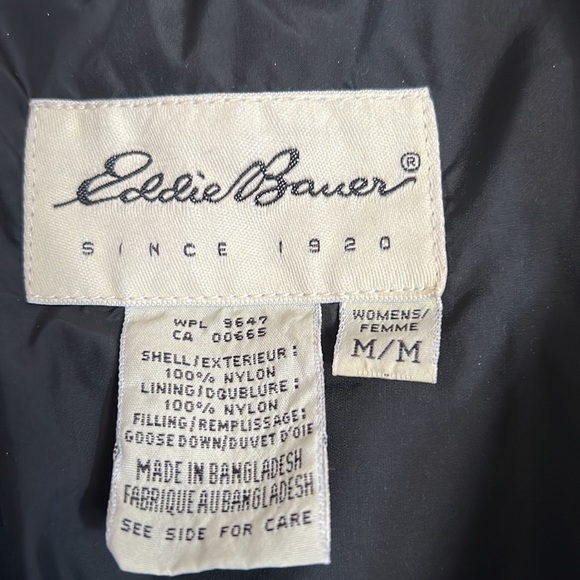 Eddie Bauer®
SINCE 1920
WPL 9647
CA 00665
SHELL/EXTERIEUR:
100% NYLON
LINING/DOUBLURE:
100% NYLON
FILLING/REMPLISSAGE:
GOOSE DOWN/DUVET D'OIE
MADE IN BANGLADESH
FABRIQUE AU BANGLADESH
SEE SIDE FOR CARE
WOMENS/
FEMME
M/M